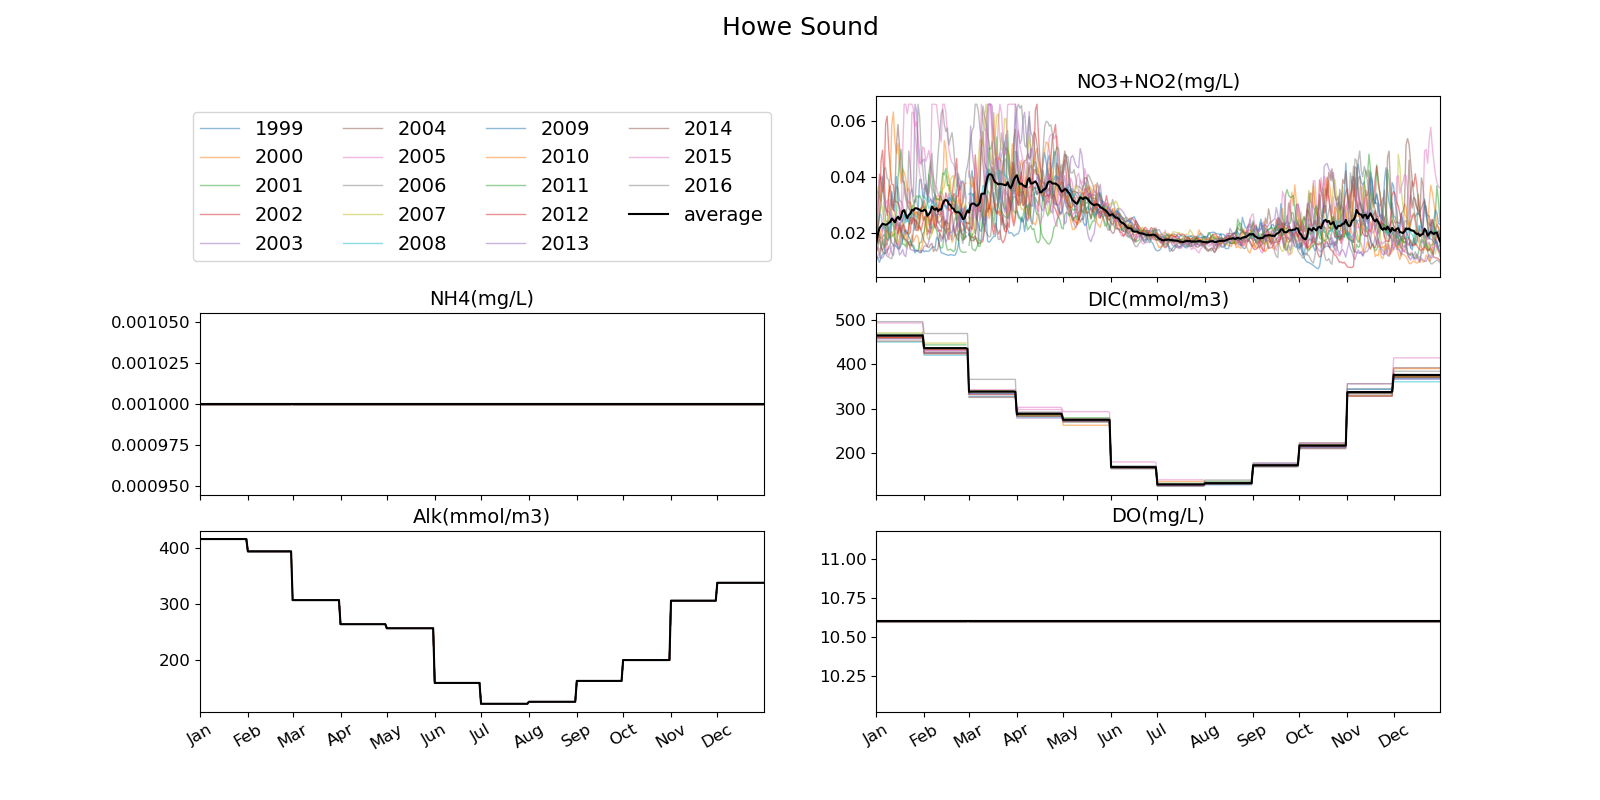 Howe Sound
1999 2004 2009 2014
2000 2005 2010 2015
2001 2006 2011 2016
2002 2007 2012 average
2003 2008 2013
NO3+NO2(mg/L)
0.06
0.04
0.02
NH4(mg/L)
0.001050
0.001025
0.001000
0.000975
0.000950
DIC(mmol/m3)
500
400
300
200
Alk(mmol/m3)
400
300
200
Jan Feb Mar Apr May Jun Jul Aug Sep Oct Nov Dec
DO(mg/L)
11.00
10.75
10.50
10.25
Jan Feb Mar Apr May Jun Jul Aug Sep Oct Nov Dec